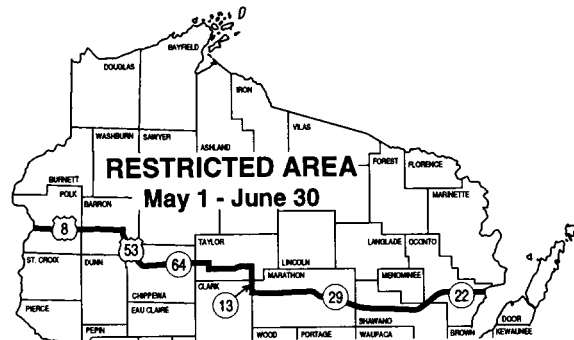 BAYFIELD
DOUGLAS
IRON
VILAS
WASHBURN
SAWYER
ASHLAND
FOREST
FLORENCE
RESTRICTED AREA
BURNETT
MARINETTE
May 1 - June 30
POLK
BARRON
8
TAYLOR
LANGLADE
OCONTO
53
64
ST. CROIX
DUNN
LINCOLN
MARATHON
MENOMINEE
CLARK
13
29
22
CHIPPEWA
PIERCE
EAU CLAIRE
SHAWANO
DOOR
PEPIN
WOOD
PORTAGE
WAUPACA
BROWN
KEWAUNEE